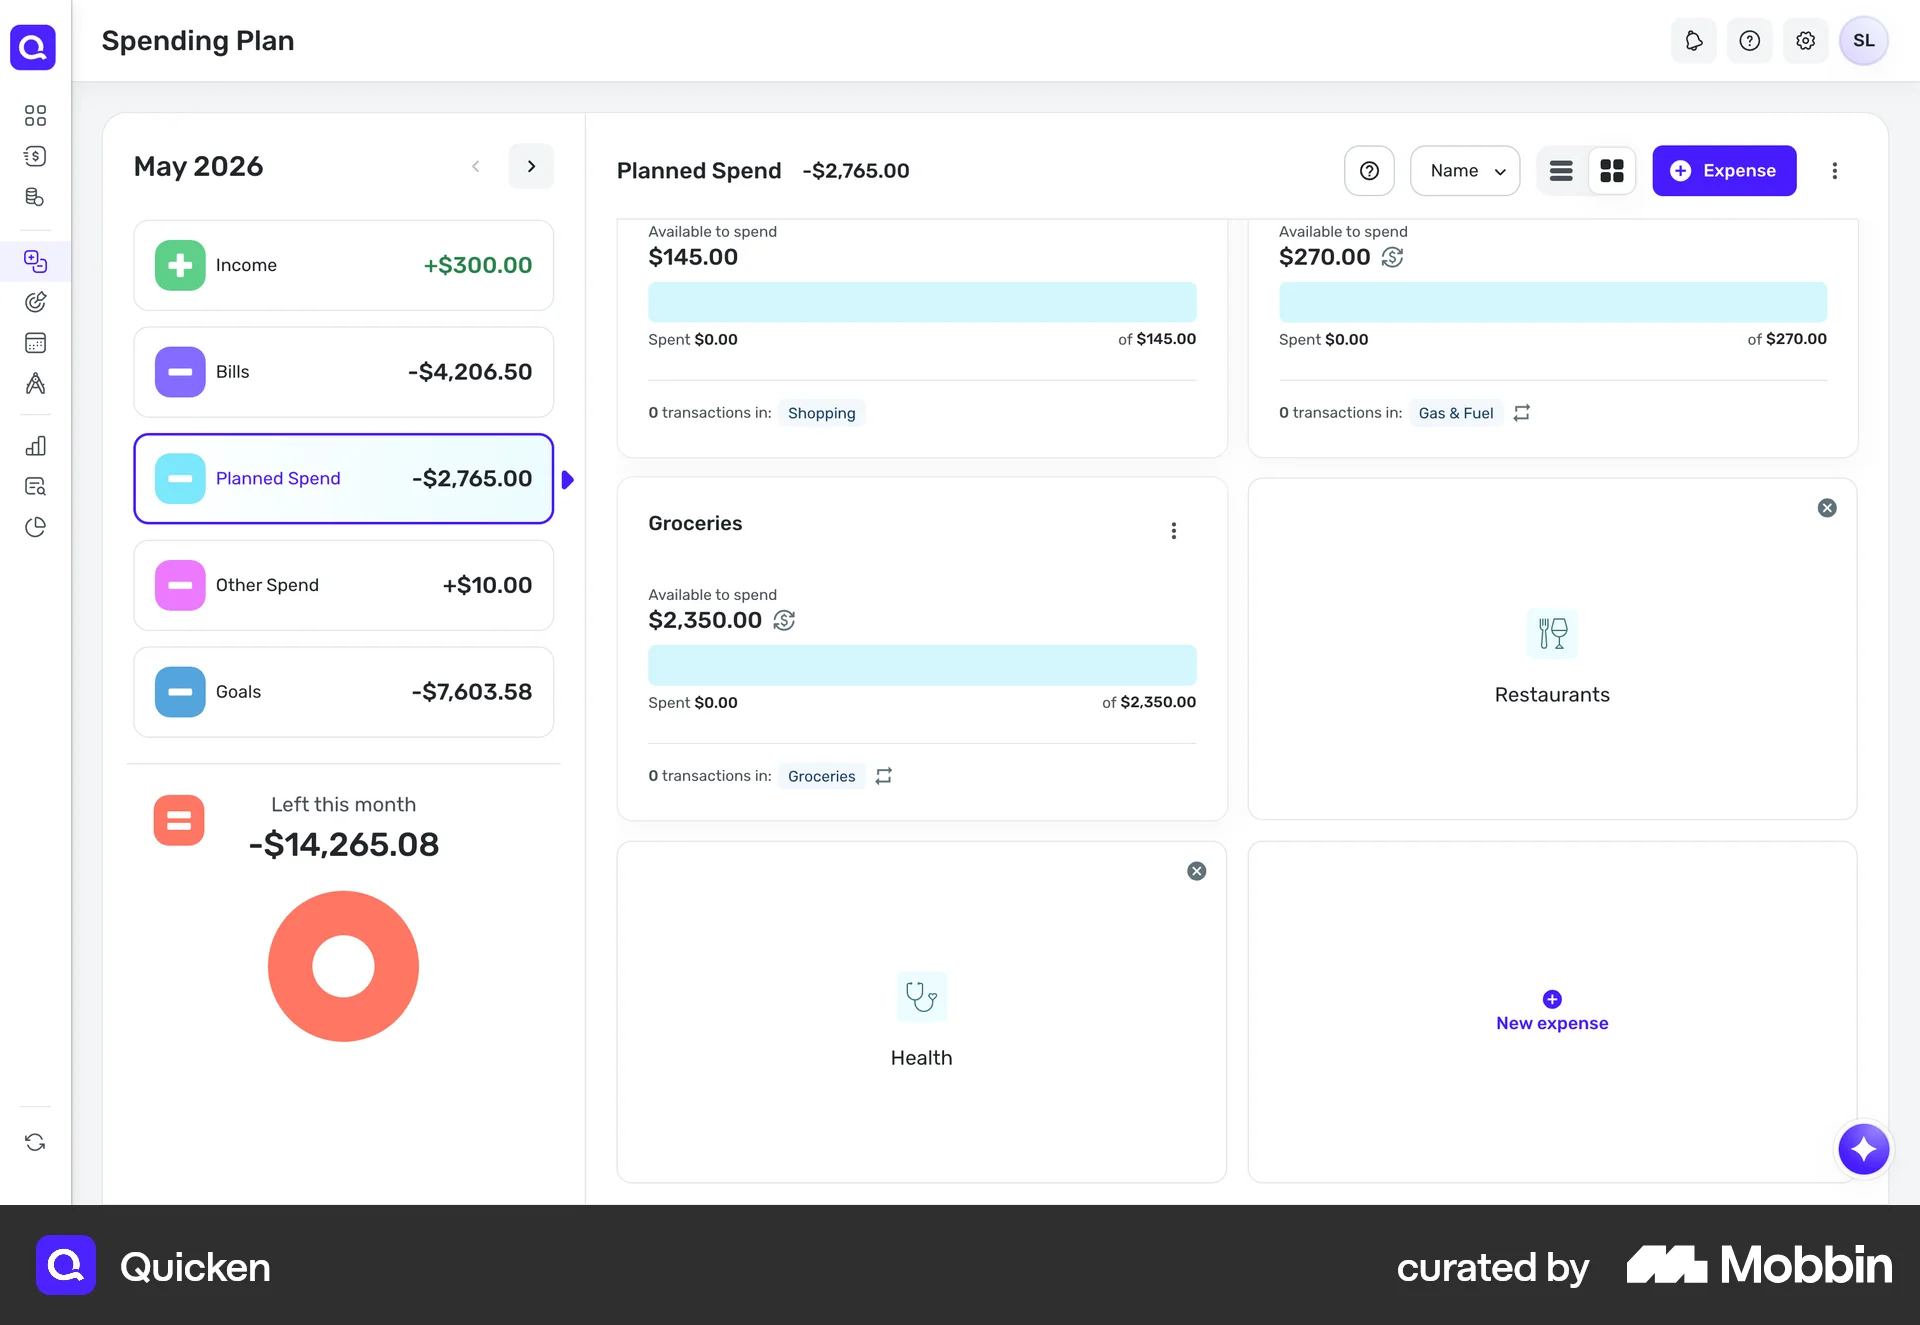 Spending Plan
SL
May 2026
Income +$300.00
Bills -$4,206.50
Planned Spend -$2,765.00
Other Spend +$10.00
Goals -$7,603.58
Left this month
-$14,265.08
Planned Spend -$2,765.00
Name
Expense
Available to spend
$145.00
Spent $0.00 of $145.00
0 transactions in: Shopping
Available to spend
$270.00
Spent $0.00 of $270.00
0 transactions in: Gas & Fuel
Groceries
Available to spend
$2,350.00
Spent $0.00 of $2,350.00
0 transactions in: Groceries
Restaurants
Health
New expense
Quicken
curated by Mobbin